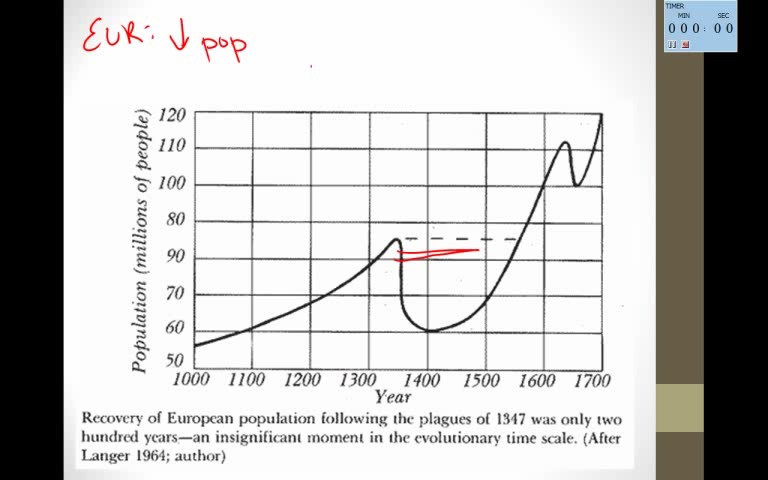 TIMER
MIN SEC
000:00
EUR: ↓ pop
Population (millions of people)
120
110
100
80
90
70
60
50
1000 1100 1200 1300 1400 1500 1600 1700
Year
Recovery of European population following the plagues of 1347 was only two
hundred years—an insignificant moment in the evolutionary time scale. (After
Langer 1964; author)